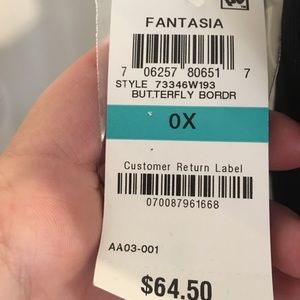 FANTASIA
7 06257 80651 7
STYLE 73346W193
BUTTERFLY BORDR
0X
Customer Return Label
070087961668
AA03-001
$64.50